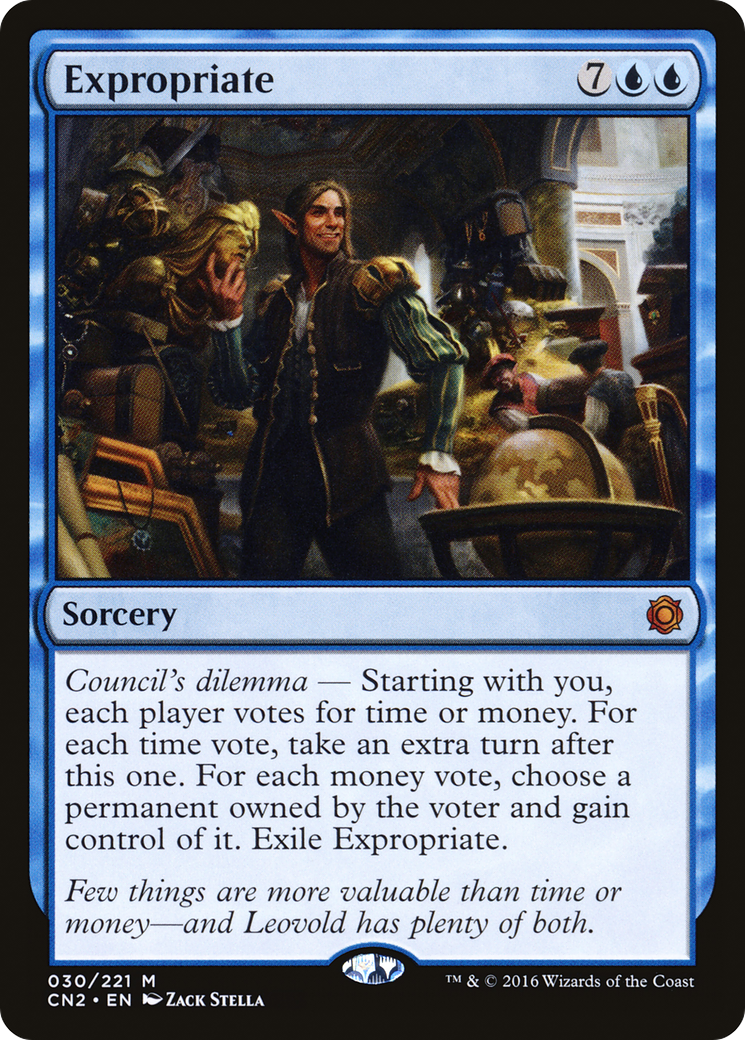 Expropriate 7
Sorcery
Council's dilemma — Starting with you,
each player votes for time or money. For
each time vote, take an extra turn after
this one. For each money vote, choose a
permanent owned by the voter and gain
control of it. Exile Expropriate.
Few things are more valuable than time or
money—and Leovold has plenty of both.
030/221 M
CN2 • EN Zack Stella
™ & © 2016 Wizards of the Coast